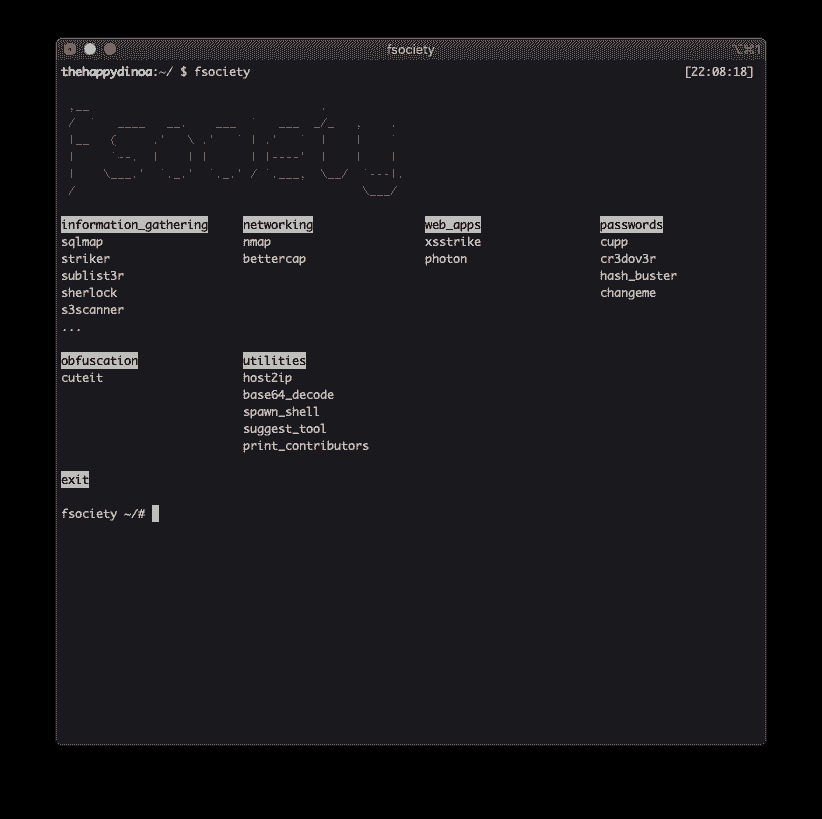 fsociety ⌥⌘1
thehappydinoa:~/ $ fsociety [22:08:18]
fsociety
information_gathering networking web_apps passwords
sqlmap nmap xsstrike cupp
striker bettercap photon cr3dov3r
sublist3r hash_buster
sherlock changeme
s3scanner
...
obfuscation utilities
cuteit host2ip
base64_decode
spawn_shell
suggest_tool
print_contributors
exit
fsociety ~/#